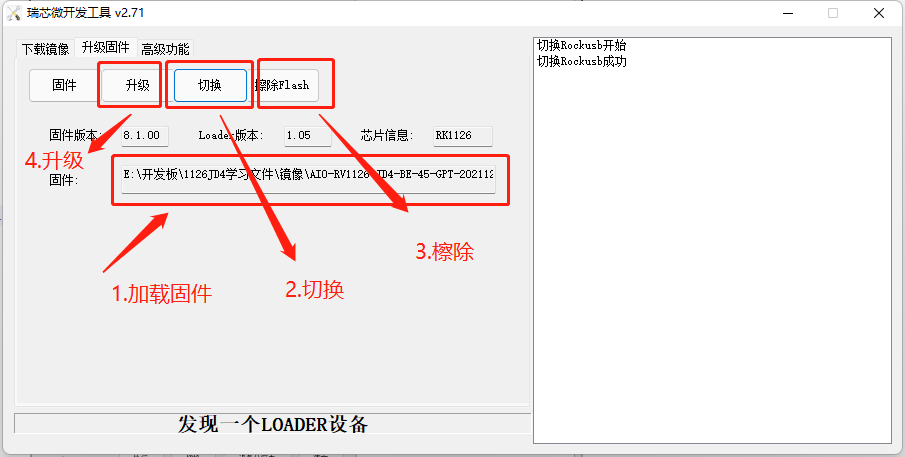 瑞芯微开发工具 v2.71
下载镜像 升级固件 高级功能
固件 升级 切换 擦除Flash
固件版本: 8.1.00 Loader版本: 1.05 芯片信息: RK1126
4.升级
固件: E:\开发板\1126JD4学习文件\镜像\AIO-RV1126-JD4-BE-45-GPT-202112
1.加载固件
2.切换
3.檫除
发现一个LOADER设备
切换Rockusb开始
切换Rockusb成功